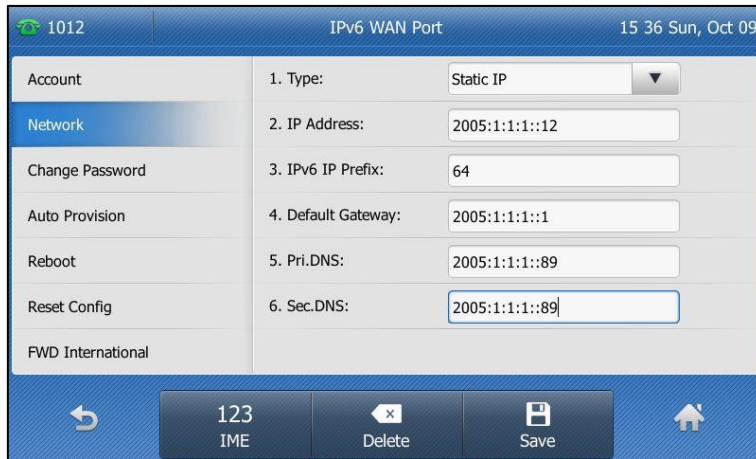 1012 IPv6 WAN Port 15 36 Sun, Oct 09
Account
Network
Change Password
Auto Provision
Reboot
Reset Config
FWD International
1. Type: Static IP
2. IP Address: 2005:1:1:1::12
3. IPv6 IP Prefix: 64
4. Default Gateway: 2005:1:1:1::1
5. Pri.DNS: 2005:1:1:1::89
6. Sec.DNS: 2005:1:1:1::89
123
IME
Delete
Save